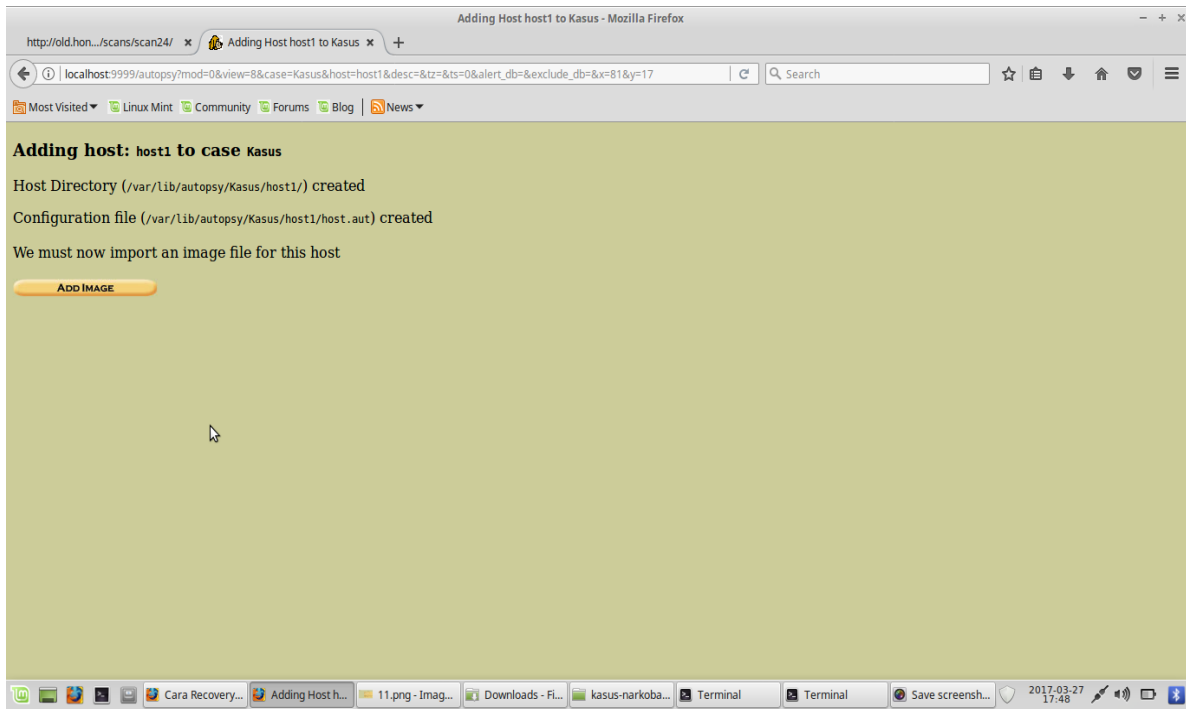 Adding Host host1 to Kasus - Mozilla Firefox
http://old.hon.../scans/scan24/
Adding Host host1 to Kasus
localhost:9999/autopsy?mod=0&view=8&case=Kasus&host=host1&desc=&tz=&ts=0&alert_db=&exclude_db=&x=81&y=17
Search
Most Visited Linux Mint Community Forums Blog News
Adding host: host1 to case Kasus
Host Directory (/var/lib/autopsy/Kasus/host1/) created
Configuration file (/var/lib/autopsy/Kasus/host1/host.aut) created
We must now import an image file for this host
ADD IMAGE
Cara Recovery... Adding Host h... 11.png - Imag... Downloads - Fi... kasus-narkoba... Terminal Terminal Save screensh... 2017-03-27
17:48